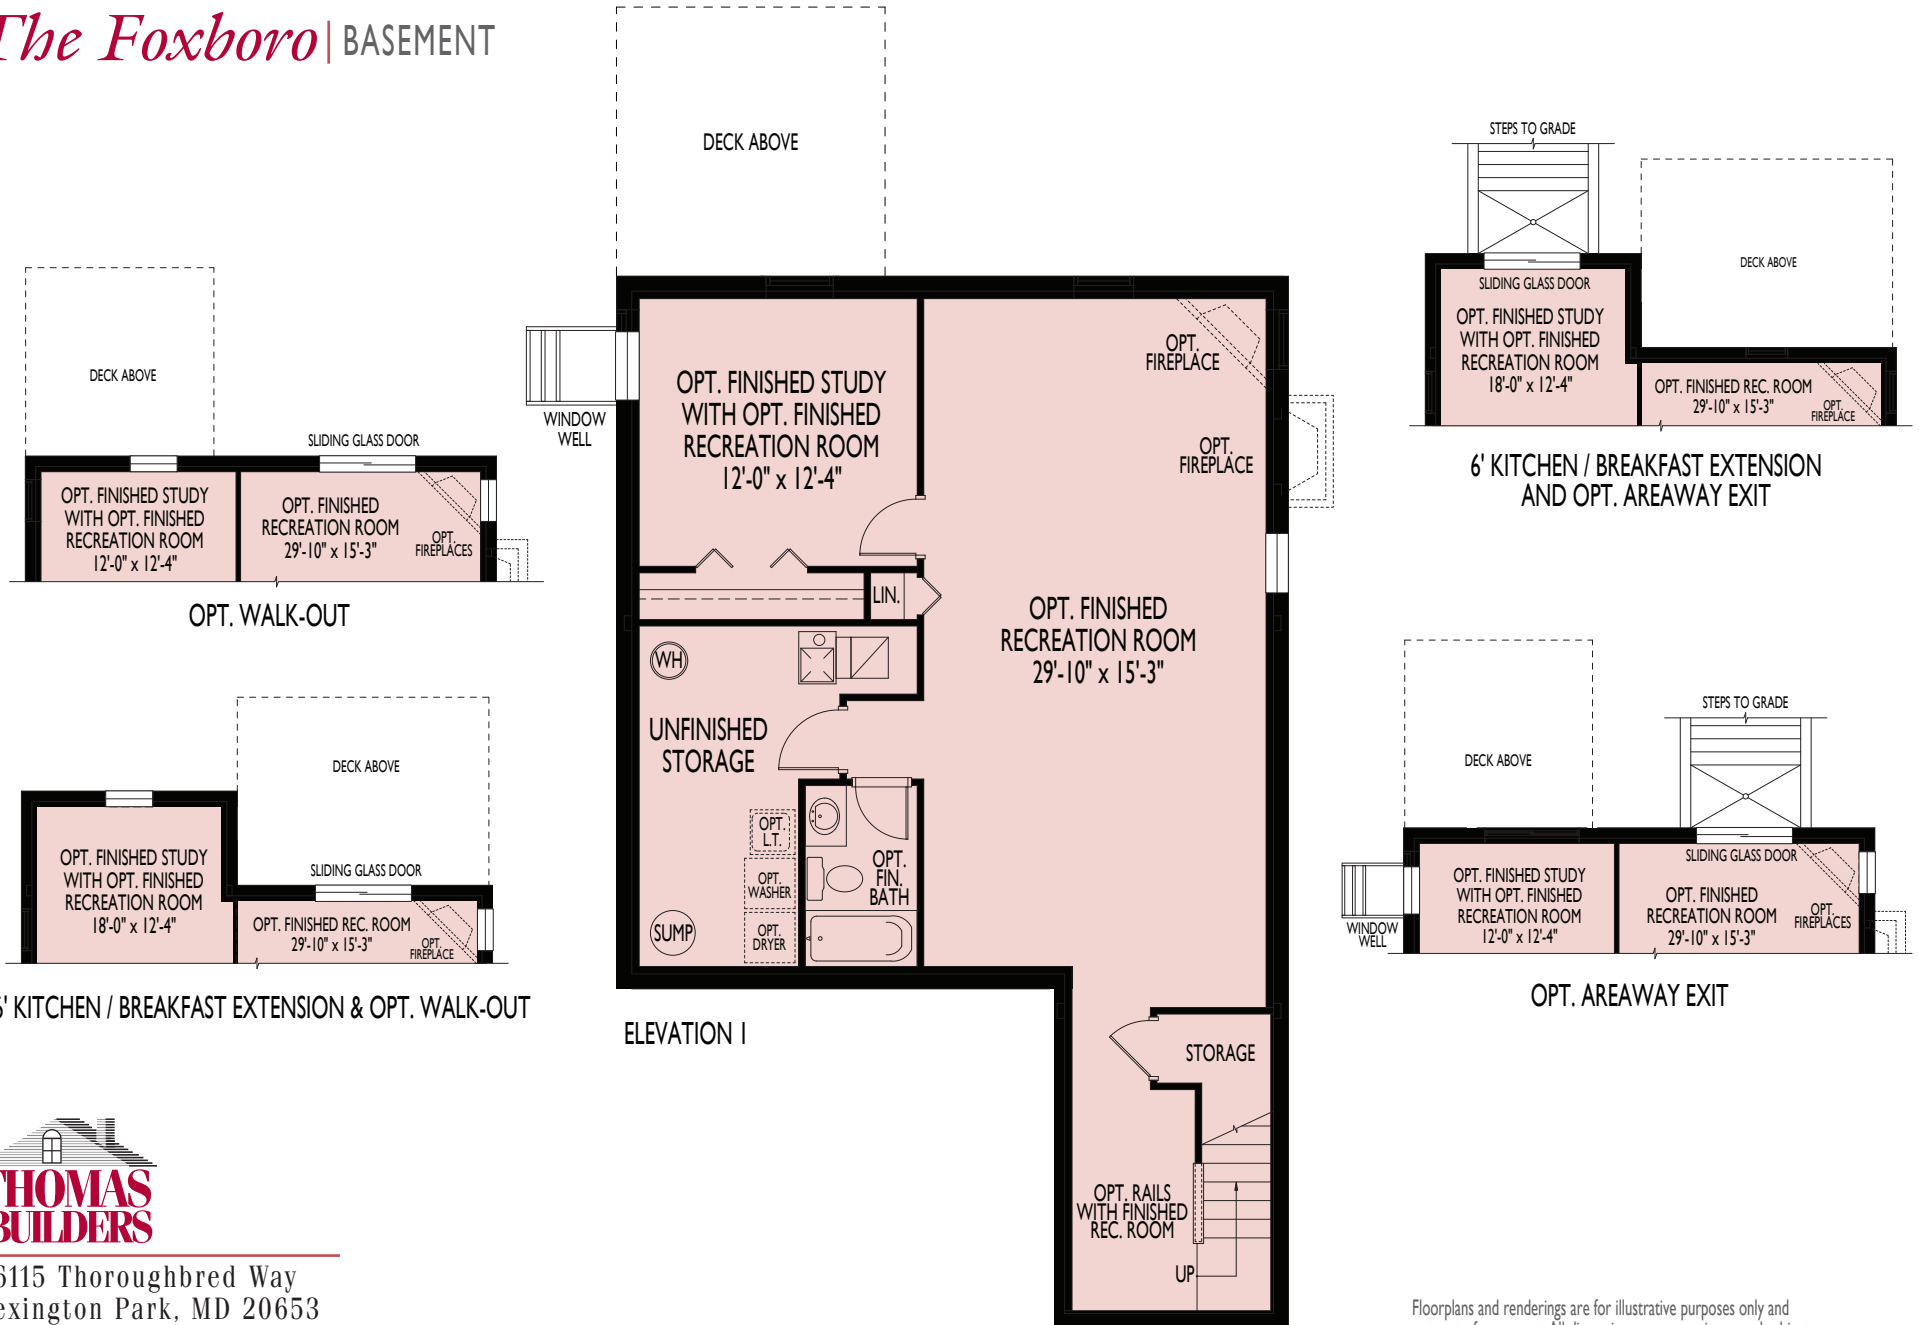 The Foxboro | BASEMENT
DECK ABOVE
WINDOW
WELL
OPT. FINISHED STUDY
WITH OPT. FINISHED
RECREATION ROOM
12'-0" x 12'-4"
OPT.
FIREPLACE
OPT.
FIREPLACE
LIN.
OPT. FINISHED
RECREATION ROOM
29'-10" x 15'-3"
WH
UNFINISHED
STORAGE
OPT.
L.T.
OPT.
WASHER
OPT.
DRYER
SUMP
OPT.
FIN.
BATH
STORAGE
OPT. RAILS
WITH FINISHED
REC. ROOM
UP
ELEVATION 1
DECK ABOVE
SLIDING GLASS DOOR
OPT. FINISHED STUDY
WITH OPT. FINISHED
RECREATION ROOM
12'-0" x 12'-4"
OPT. FINISHED
RECREATION ROOM
29'-10" x 15'-3"
OPT.
FIREPLACES
OPT. WALK-OUT
DECK ABOVE
SLIDING GLASS DOOR
OPT. FINISHED STUDY
WITH OPT. FINISHED
RECREATION ROOM
18'-0" x 12'-4"
OPT. FINISHED REC. ROOM
29'-10" x 15'-3"
OPT.
FIREPLACE
6' KITCHEN / BREAKFAST EXTENSION & OPT. WALK-OUT
STEPS TO GRADE
DECK ABOVE
SLIDING GLASS DOOR
OPT. FINISHED STUDY
WITH OPT. FINISHED
RECREATION ROOM
18'-0" x 12'-4"
OPT. FINISHED REC. ROOM
29'-10" x 15'-3"
OPT.
FIREPLACE
6' KITCHEN / BREAKFAST EXTENSION
AND OPT. AREAWAY EXIT
STEPS TO GRADE
DECK ABOVE
SLIDING GLASS DOOR
WINDOW
WELL
OPT. FINISHED STUDY
WITH OPT. FINISHED
RECREATION ROOM
12'-0" x 12'-4"
OPT. FINISHED
RECREATION ROOM
29'-10" x 15'-3"
OPT.
FIREPLACES
OPT. AREAWAY EXIT
THOMAS
BUILDERS
6115 Thoroughbred Way
exington Park, MD 20653
Floorplans and renderings are for illustrative purposes only and